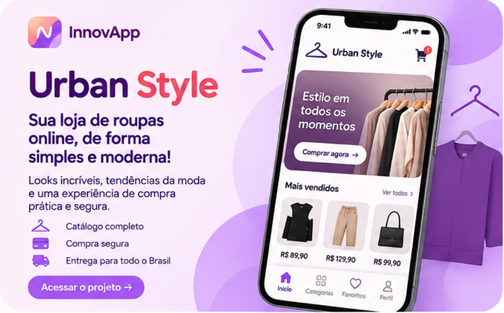 InnovApp
Urban Style
Sua loja de roupas
online, de forma
simples e moderna!
Looks incríveis, tendências da moda
e uma experiência de compra
prática e segura.
Catálogo completo
Compra segura
Entrega para todo o Brasil
Acessar o projeto →
9:41
Urban Style
1
Estilo em
todos os
momentos
Comprar agora →
Mais vendidos
Ver todos >
R$ 89,90
R$ 129,90
R$ 99,90
Início
Categorias
Favoritos
Perfil